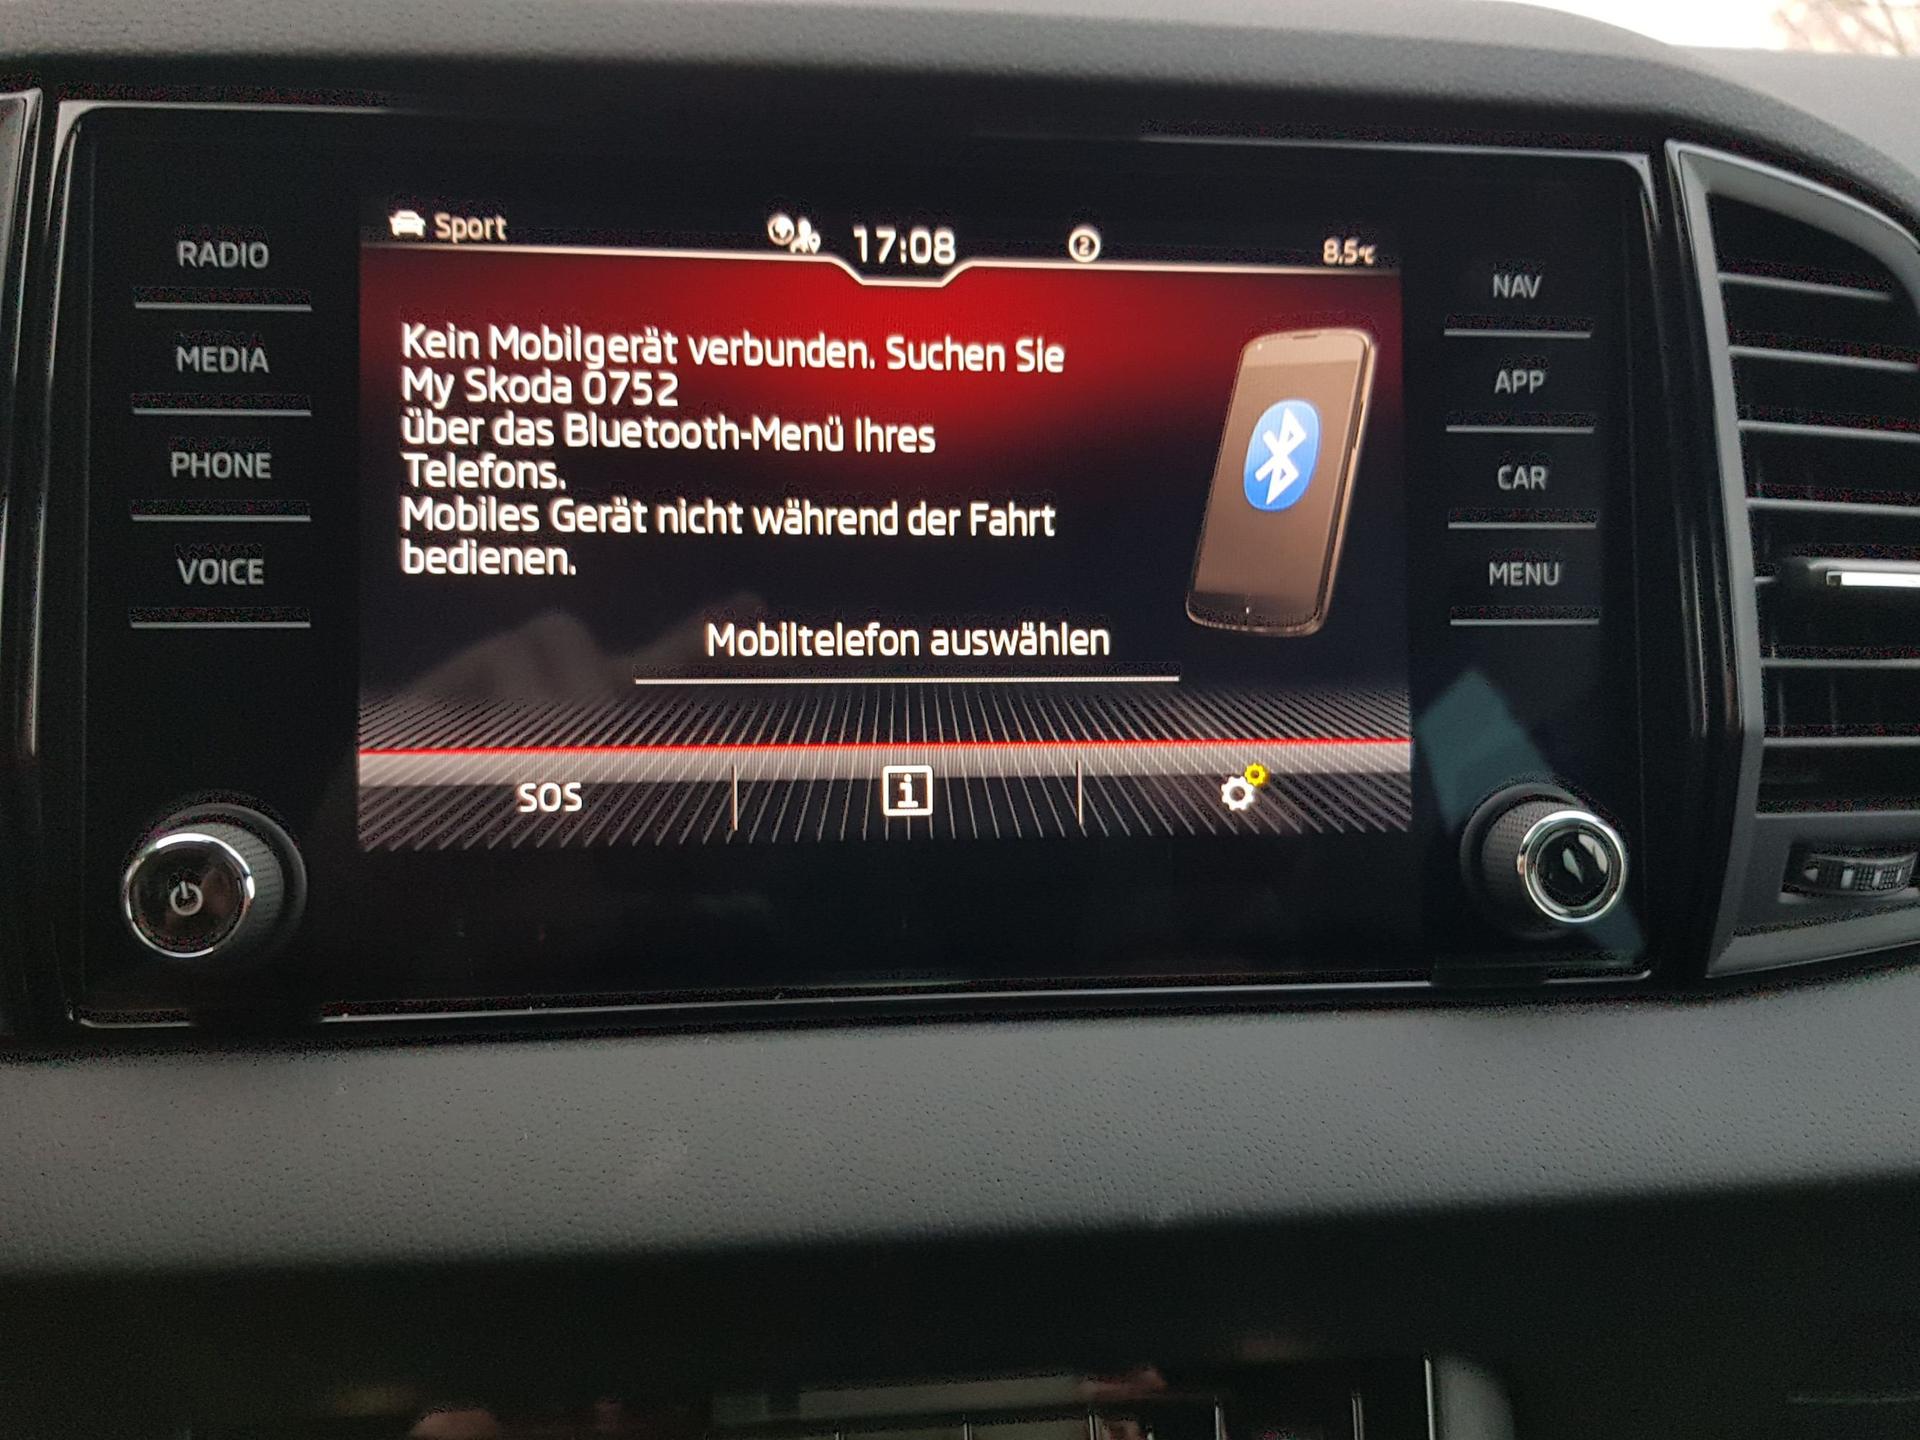 Sport
17:08
2
8,5°C
RADIO
MEDIA
PHONE
VOICE
Kein Mobilgerät verbunden. Suchen Sie
My Skoda 0752
über das Bluetooth-Menü Ihres
Telefons.
Mobiles Gerät nicht während der Fahrt
bedienen.
Mobiltelefon auswählen
SOS
i
NAV
APP
CAR
MENU